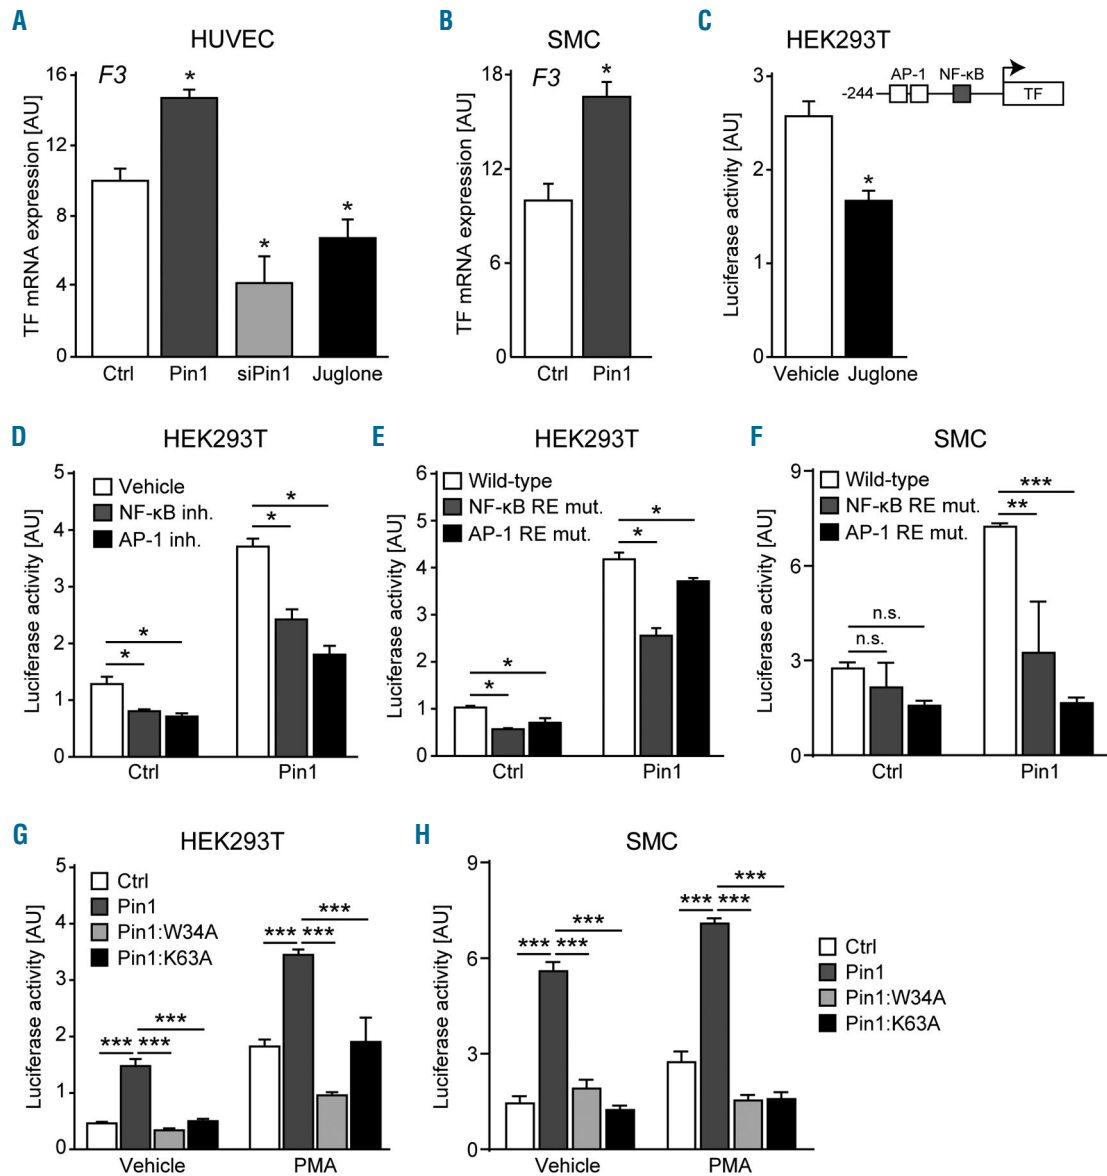 A
HUVEC
F3
TF mRNA expression [AU]
16
12
8
4
0
*
*
*
Ctrl
Pin1
siPin1
Juglone
B
SMC
F3
TF mRNA expression [AU]
18
12
6
0
*
Ctrl
Pin1
C
HEK293T
Luciferase activity [AU]
3
2
1
0
*
Vehicle
Juglone
-244
AP-1
NF-κB
TF
D
HEK293T
Luciferase activity [AU]
5
4
3
2
1
0
Vehicle
NF-κB inh.
AP-1 inh.
*
*
*
*
Ctrl
Pin1
E
HEK293T
Luciferase activity [AU]
6
5
4
3
2
1
0
Wild-type
NF-κB RE mut.
AP-1 RE mut.
*
*
*
*
Ctrl
Pin1
F
SMC
Luciferase activity [AU]
9
6
3
0
Wild-type
NF-κB RE mut.
AP-1 RE mut.
n.s.
n.s.
***
**
Ctrl
Pin1
G
HEK293T
Luciferase activity [AU]
5
4
3
2
1
0
Ctrl
Pin1
Pin1:W34A
Pin1:K63A
***
*** ***
***
*** ***
Vehicle
PMA
H
SMC
Luciferase activity [AU]
9
6
3
0
***
*** ***
***
*** ***
Vehicle
PMA
Ctrl
Pin1
Pin1:W34A
Pin1:K63A